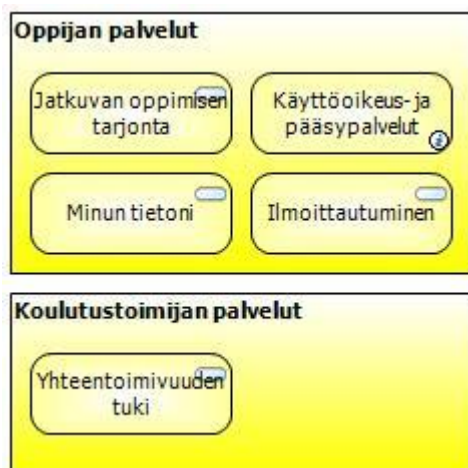 Oppijan palvelut
Jatkuvan oppimisen
tarjonta
Käyttöoikeus- ja
pääsypalvelut
Minun tietoni
Ilmoittautuminen
Koulutustoimijan palvelut
Yhteentoimivuuden
tuki